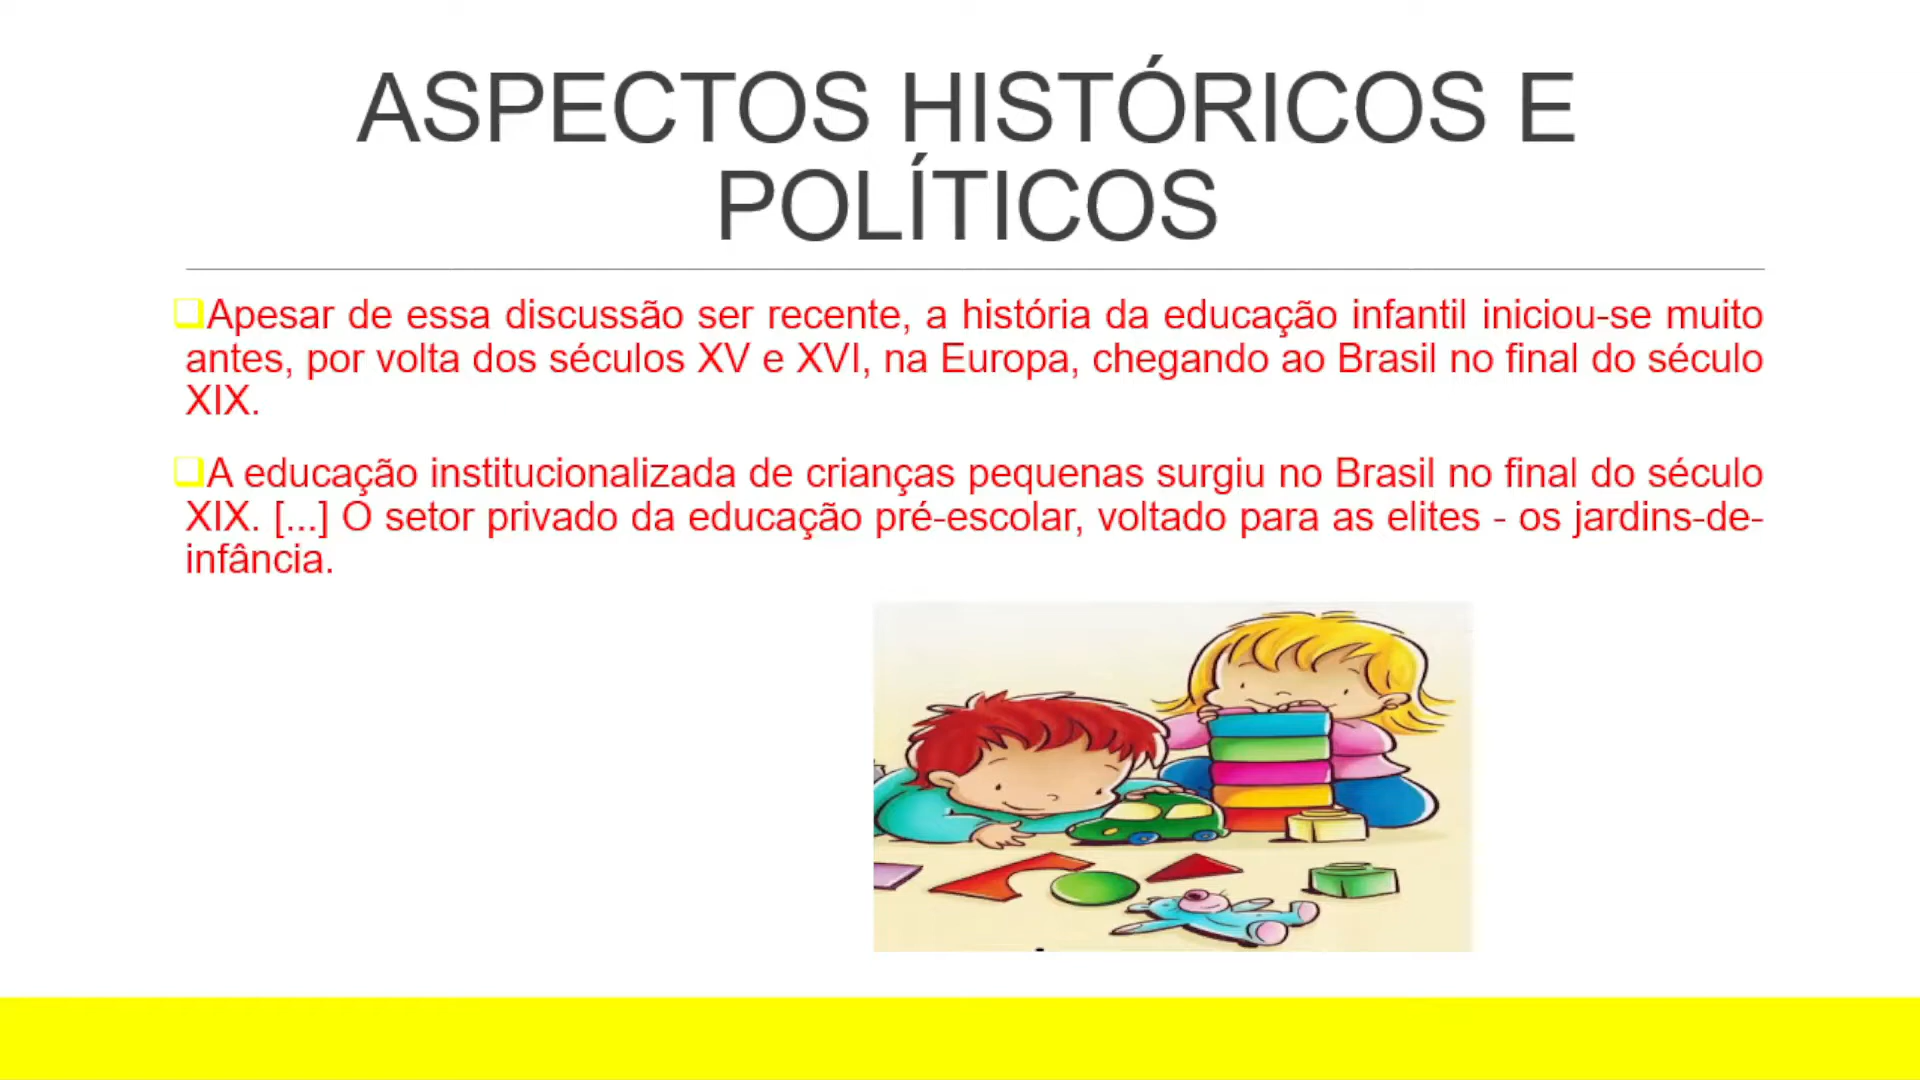 ASPECTOS HISTÓRICOS E
POLÍTICOS
❑Apesar de essa discussão ser recente, a história da educação infantil iniciou-se muito
antes, por volta dos séculos XV e XVI, na Europa, chegando ao Brasil no final do século
XIX.
❑A educação institucionalizada de crianças pequenas surgiu no Brasil no final do século
XIX. [...] O setor privado da educação pré-escolar, voltado para as elites - os jardins-de-
infância.